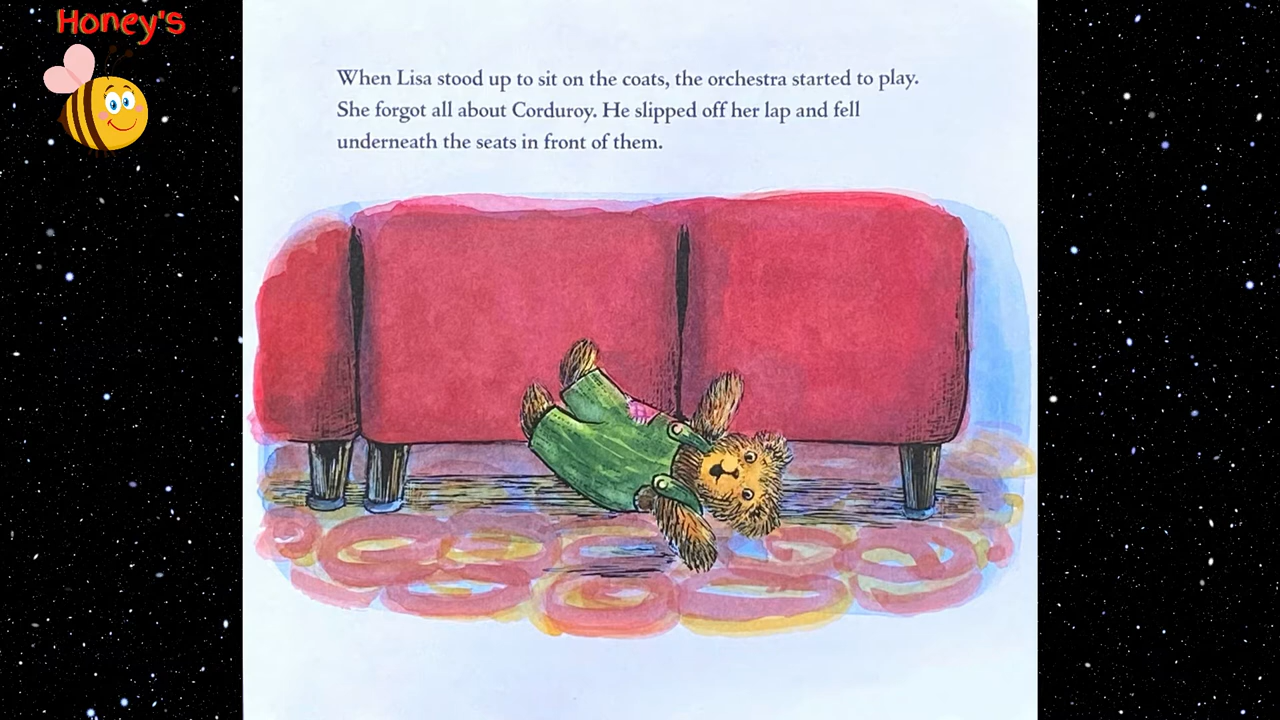 Honey's
When Lisa stood up to sit on the coats, the orchestra started to play.
She forgot all about Corduroy. He slipped off her lap and fell
underneath the seats in front of them.